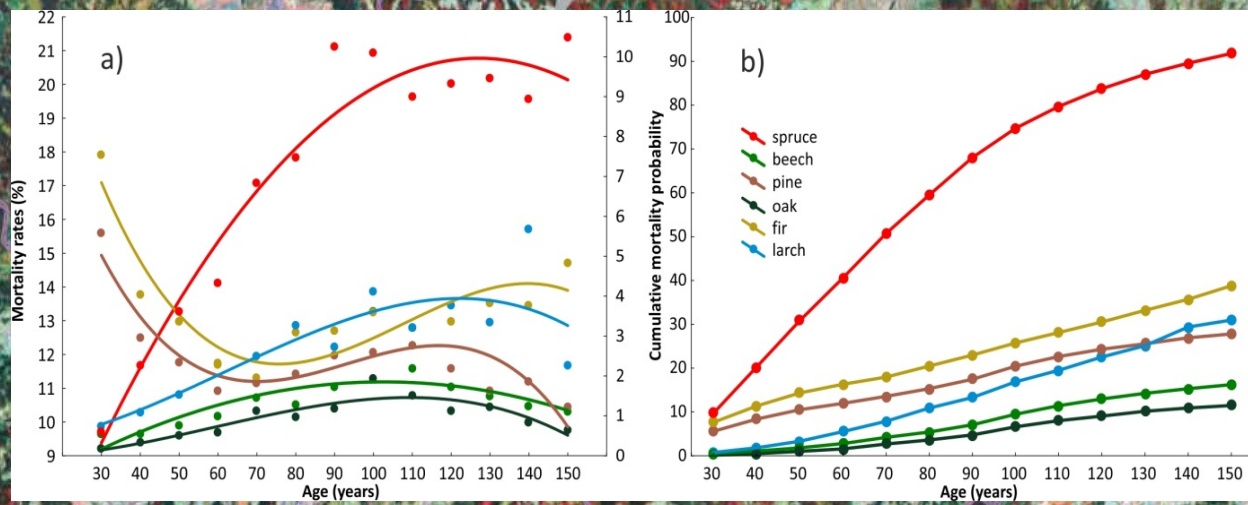 a)
22
21
20
19
18
17
16
15
14
13
12
11
10
9
Mortality rates (%)
30 40 50 60 70 80 90 100 110 120 130 140 150
Age (years)
11
10
9
8
7
6
5
4
3
2
1
0
b)
100
90
80
70
60
50
40
30
20
10
0
Cumulative mortality probability
spruce
beech
pine
oak
fir
larch
30 40 50 60 70 80 90 100 110 120 130 140 150
Age (years)